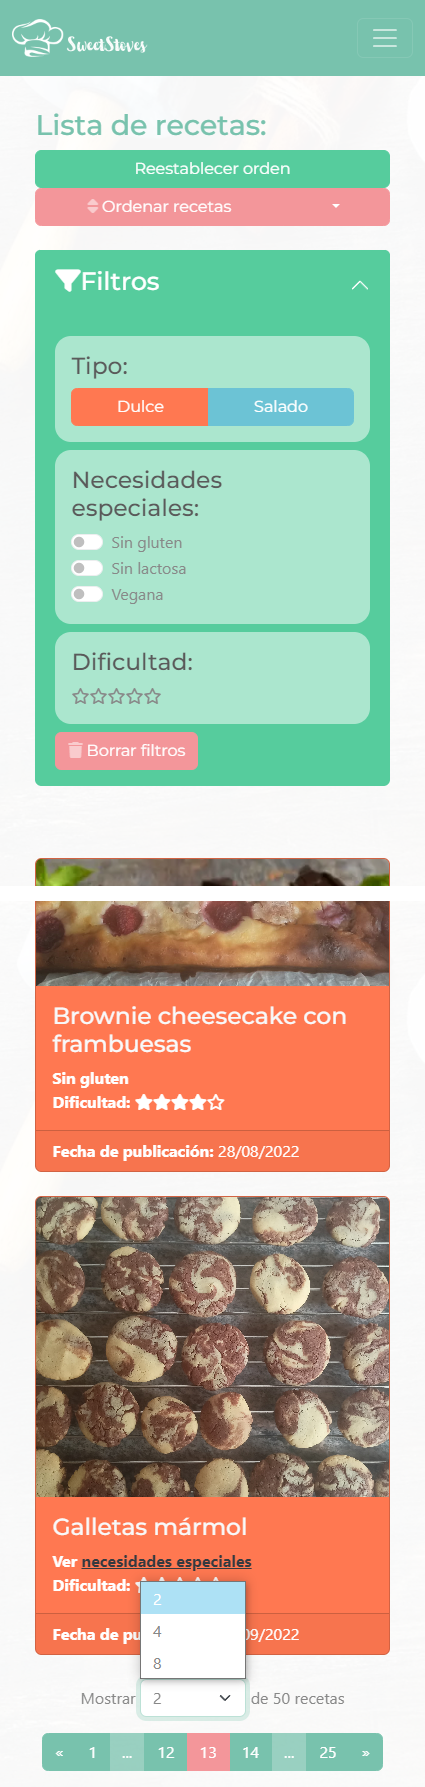 SweetStoves
Lista de recetas:
Reestablecer orden
Ordenar recetas
Filtros
Tipo:
Dulce Salado
Necesidades
especiales:
Sin gluten
Sin lactosa
Vegana
Dificultad:
Borrar filtros
Brownie cheesecake con
frambuesas
Sin gluten
Dificultad:
Fecha de publicación: 28/08/2022
Galletas mármol
Ver necesidades especiales
Dificultad:
2
Fecha de pu 09/2022
4
8
Mostrar 2 de 50 recetas
« 1 ... 12 13 14 ... 25 »